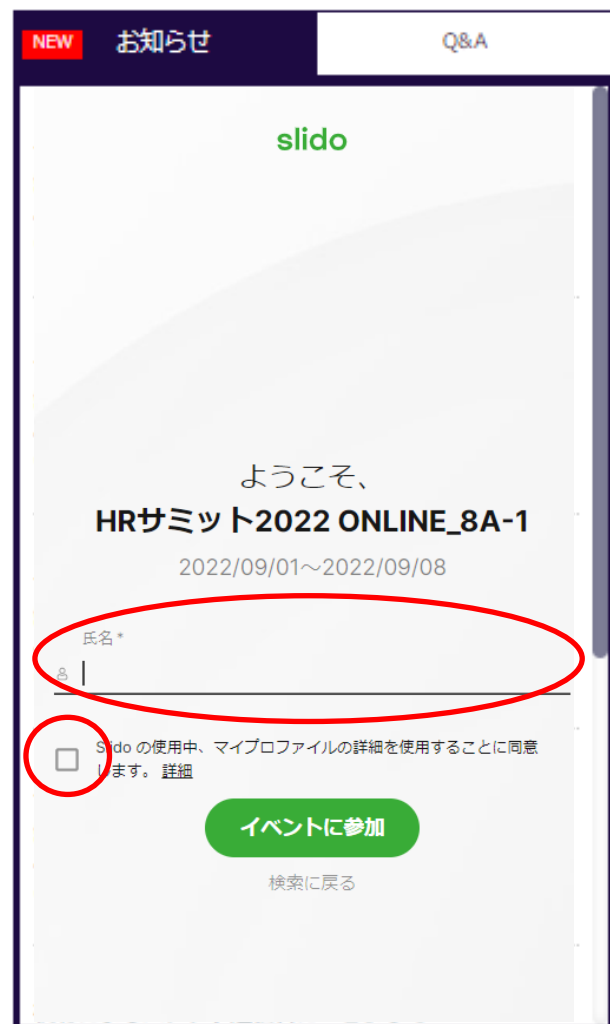 NEW お知らせ Q&A
slido
ようこそ、
HRサミット2022 ONLINE_8A-1
2022/09/01～2022/09/08
氏名 *
Slido の使用中、マイプロファイルの詳細を使用することに同意
します。 詳細
イベントに参加
検索に戻る